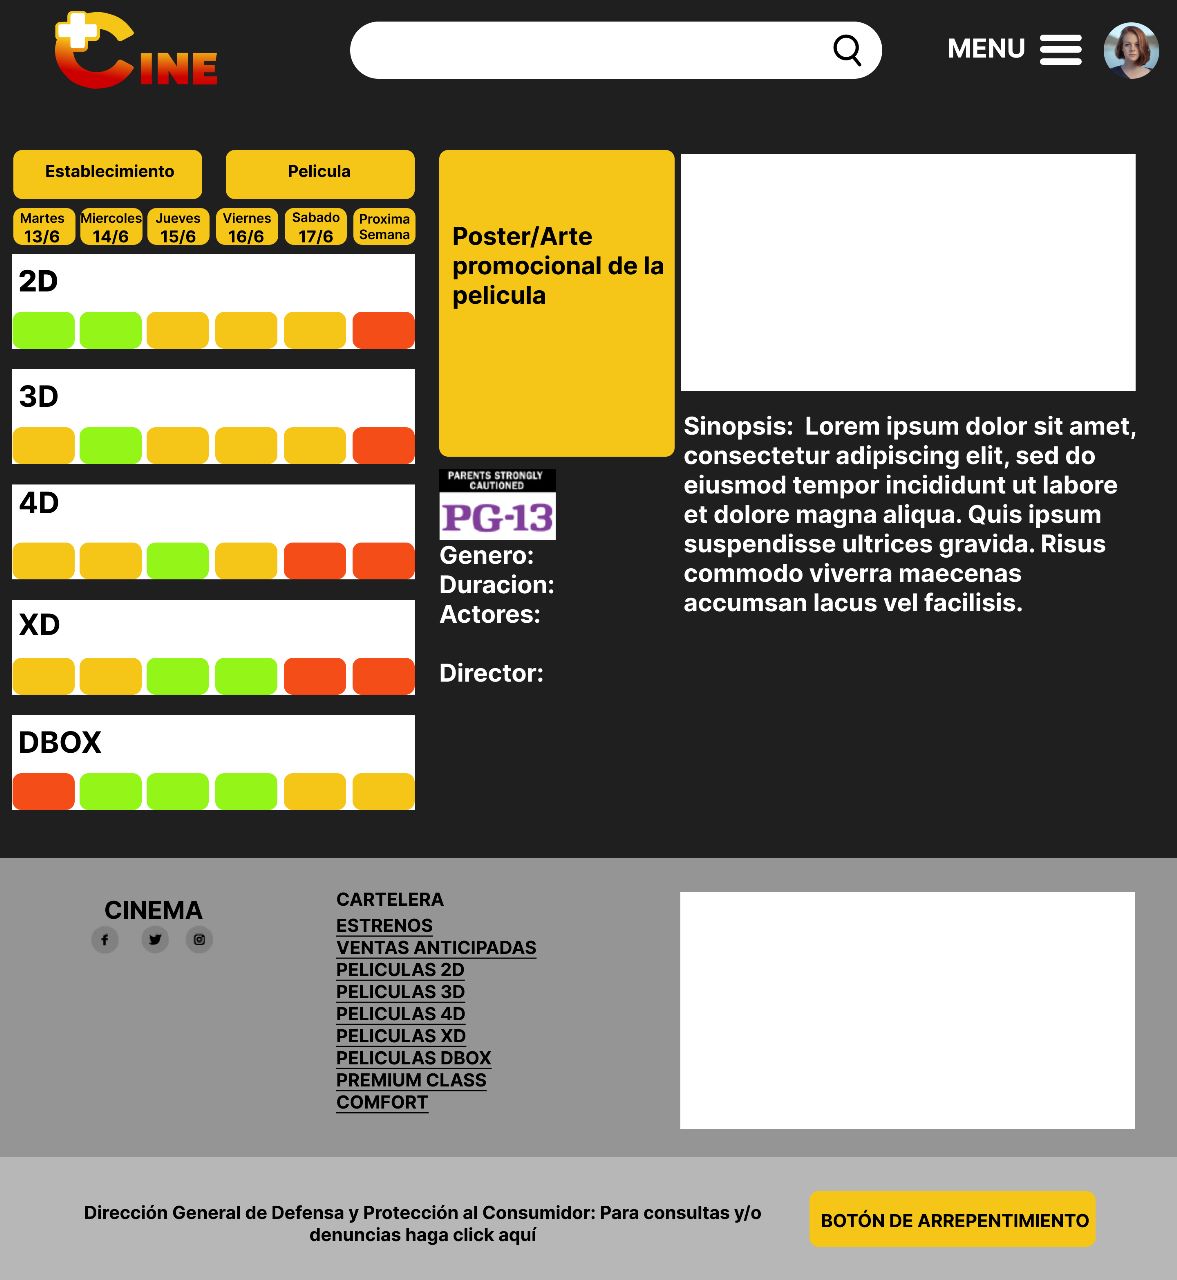 CINE
MENU
Establecimiento
Pelicula
Martes
13/6
Miercoles
14/6
Jueves
15/6
Viernes
16/6
Sabado
17/6
Proxima
Semana
2D
3D
4D
XD
DBOX
Poster/Arte
promocional de la
pelicula
PARENTS STRONGLY
CAUTIONED
PG-13
Genero:
Duracion:
Actores:
Director:
Sinopsis:  Lorem ipsum dolor sit amet,
consectetur adipiscing elit, sed do
eiusmod tempor incididunt ut labore
et dolore magna aliqua. Quis ipsum
suspendisse ultrices gravida. Risus
commodo viverra maecenas
accumsan lacus vel facilisis.
CINEMA
CARTELERA
ESTRENOS
VENTAS ANTICIPADAS
PELICULAS 2D
PELICULAS 3D
PELICULAS 4D
PELICULAS XD
PELICULAS DBOX
PREMIUM CLASS
COMFORT
Dirección General de Defensa y Protección al Consumidor: Para consultas y/o
denuncias haga click aquí
BOTÓN DE ARREPENTIMIENTO